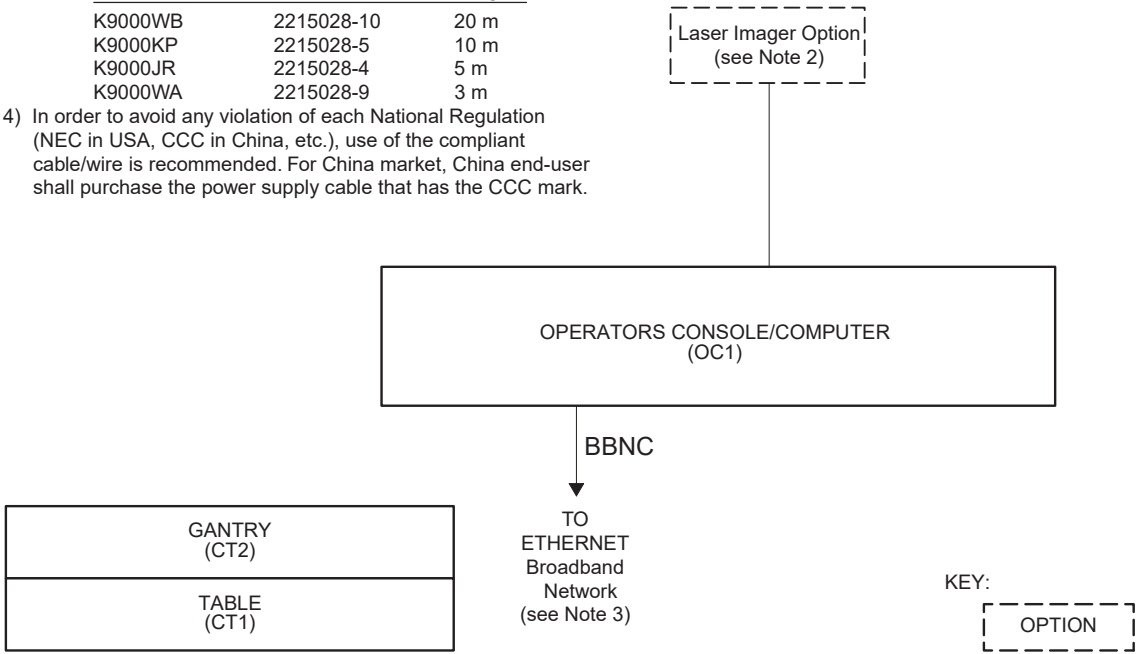 K9000WB 2215028-10 20 m
K9000KP 2215028-5 10 m
K9000JR 2215028-4 5 m
K9000WA 2215028-9 3 m
4) In order to avoid any violation of each National Regulation
(NEC in USA, CCC in China, etc.), use of the compliant
cable/wire is recommended. For China market, China end-user
shall purchase the power supply cable that has the CCC mark.
Laser Imager Option
(see Note 2)
OPERATORS CONSOLE/COMPUTER
(OC1)
BBNC
TO
ETHERNET
Broadband
Network
(see Note 3)
GANTRY
(CT2)
TABLE
(CT1)
KEY:
OPTION